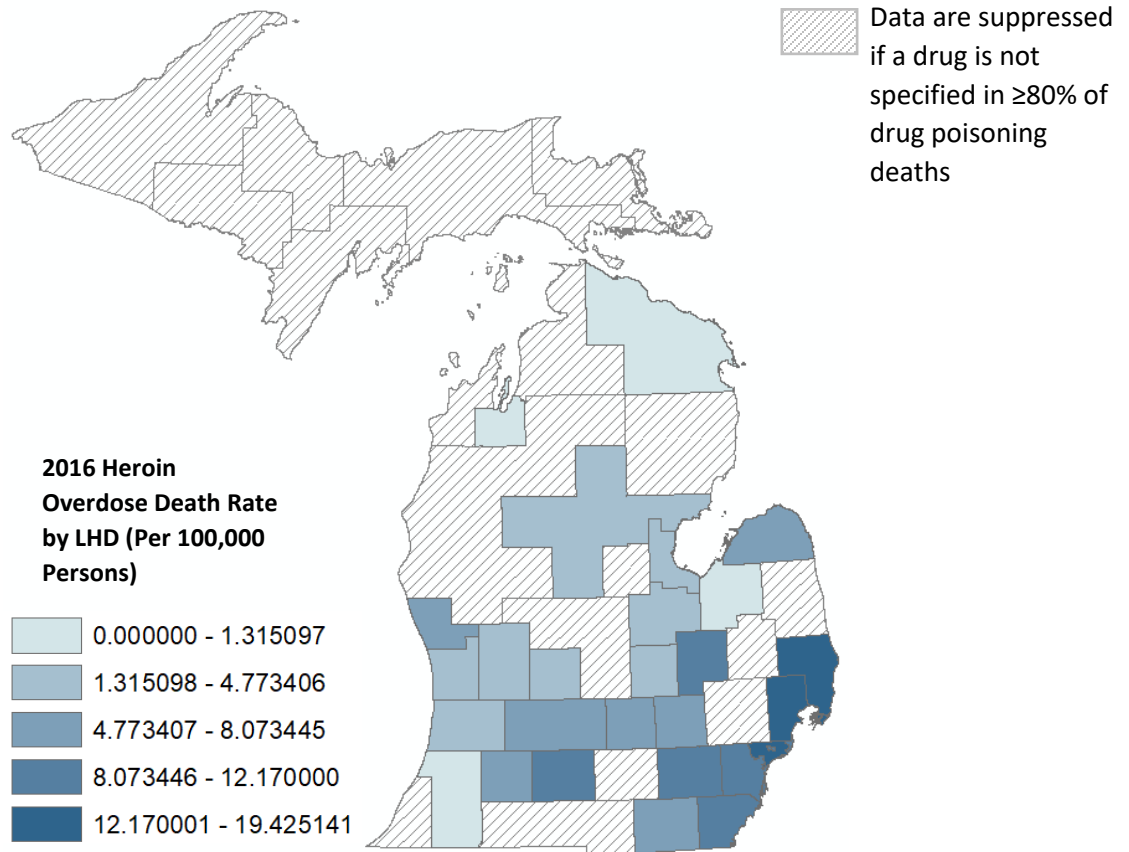 Data are suppressed
if a drug is not
specified in ≥80% of
drug poisoning
deaths
2016 Heroin
Overdose Death Rate
by LHD (Per 100,000
Persons)
0.000000 - 1.315097
1.315098 - 4.773406
4.773407 - 8.073445
8.073446 - 12.170000
12.170001 - 19.425141